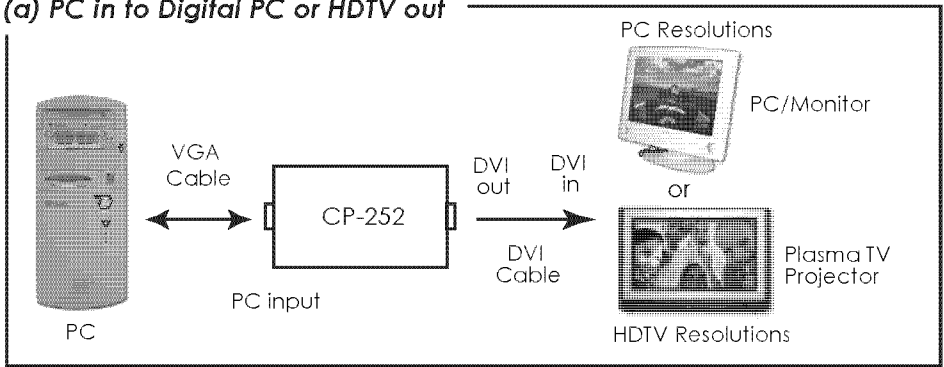 (a) PC in to Digital PC or HDTV out
PC Resolutions
PC/Monitor
VGA
Cable
DVI
out
DVI
in
or
CP-252
DVI
Cable
Plasma TV
Projector
PC input
PC
HDTV Resolutions